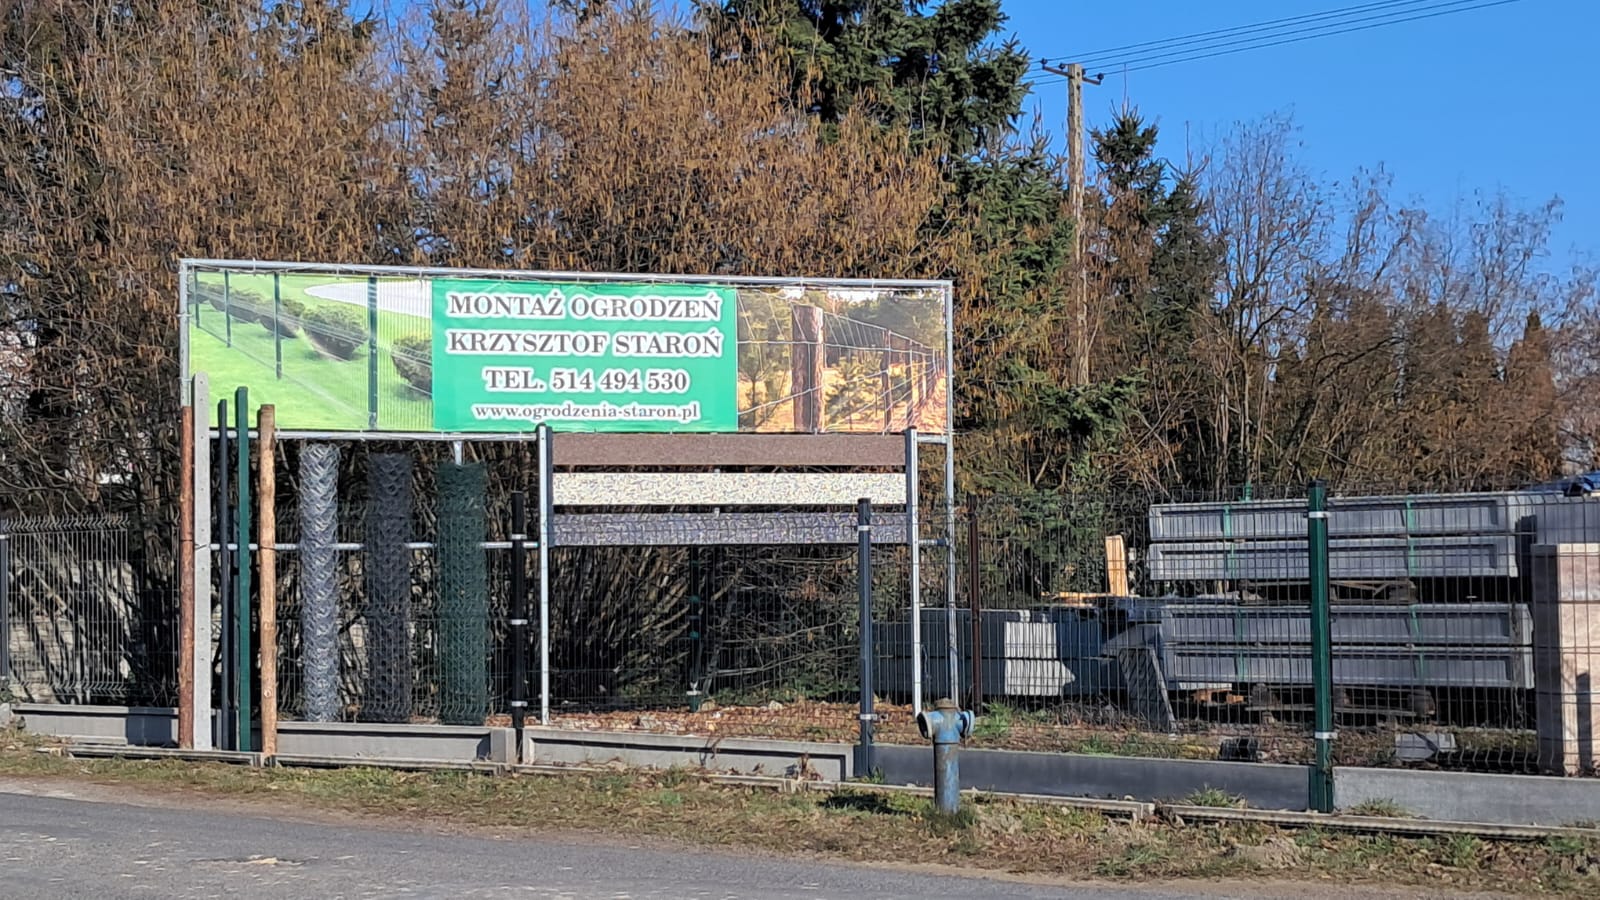 MONTAŻ OGRODZEŃ
KRZYSZTOF STAROŃ
TEL. 514 494 530
www.ogrodzenia-staron.pl